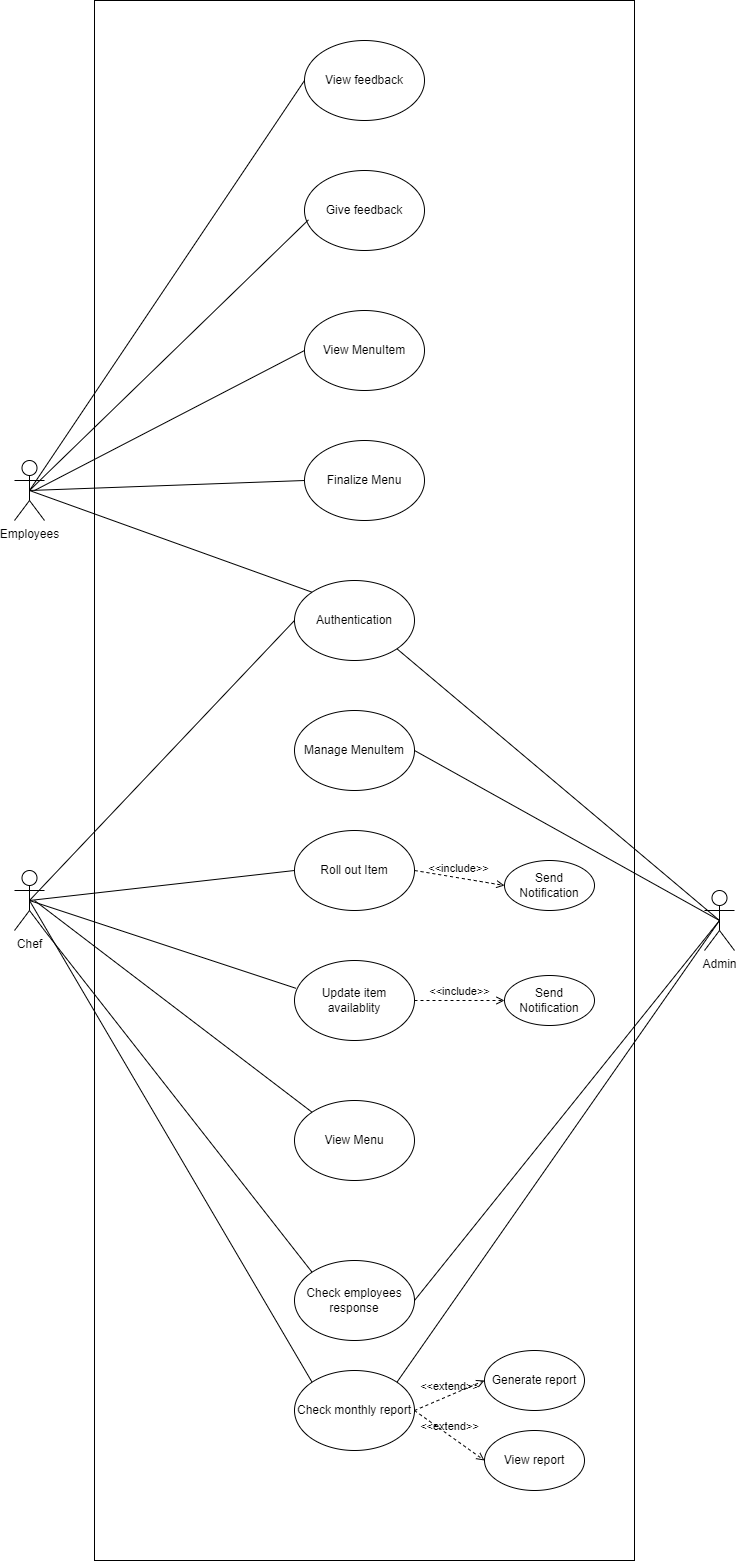 View feedback
Give feedback
View MenuItem
Finalize Menu
Employees
Authentication
Manage MenuItem
Roll out Item
<<include>>
Send
Notification
Chef
Admin
Update item
availablity
<<include>>
Send
Notification
View Menu
Check employees
response
Check monthly report
<<extend>>
Generate report
<<extend>>
View report